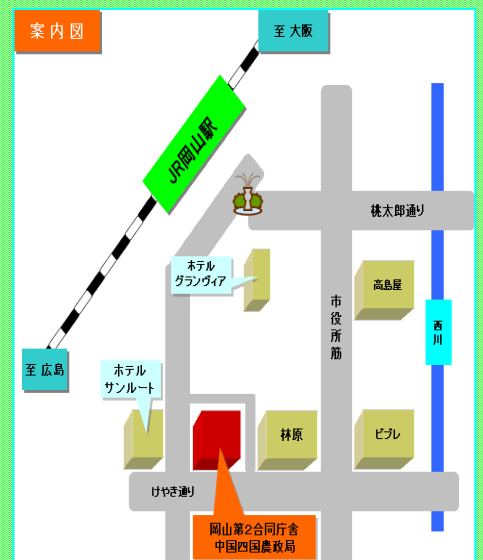 案内図
至 大阪
JR岡山駅
桃太郎通り
ホテル
グランヴィア
高島屋
市役所筋
西川
至 広島
ホテル
サンルート
林原
ビブレ
けやき通り
岡山第2合同庁舎
中国四国農政局